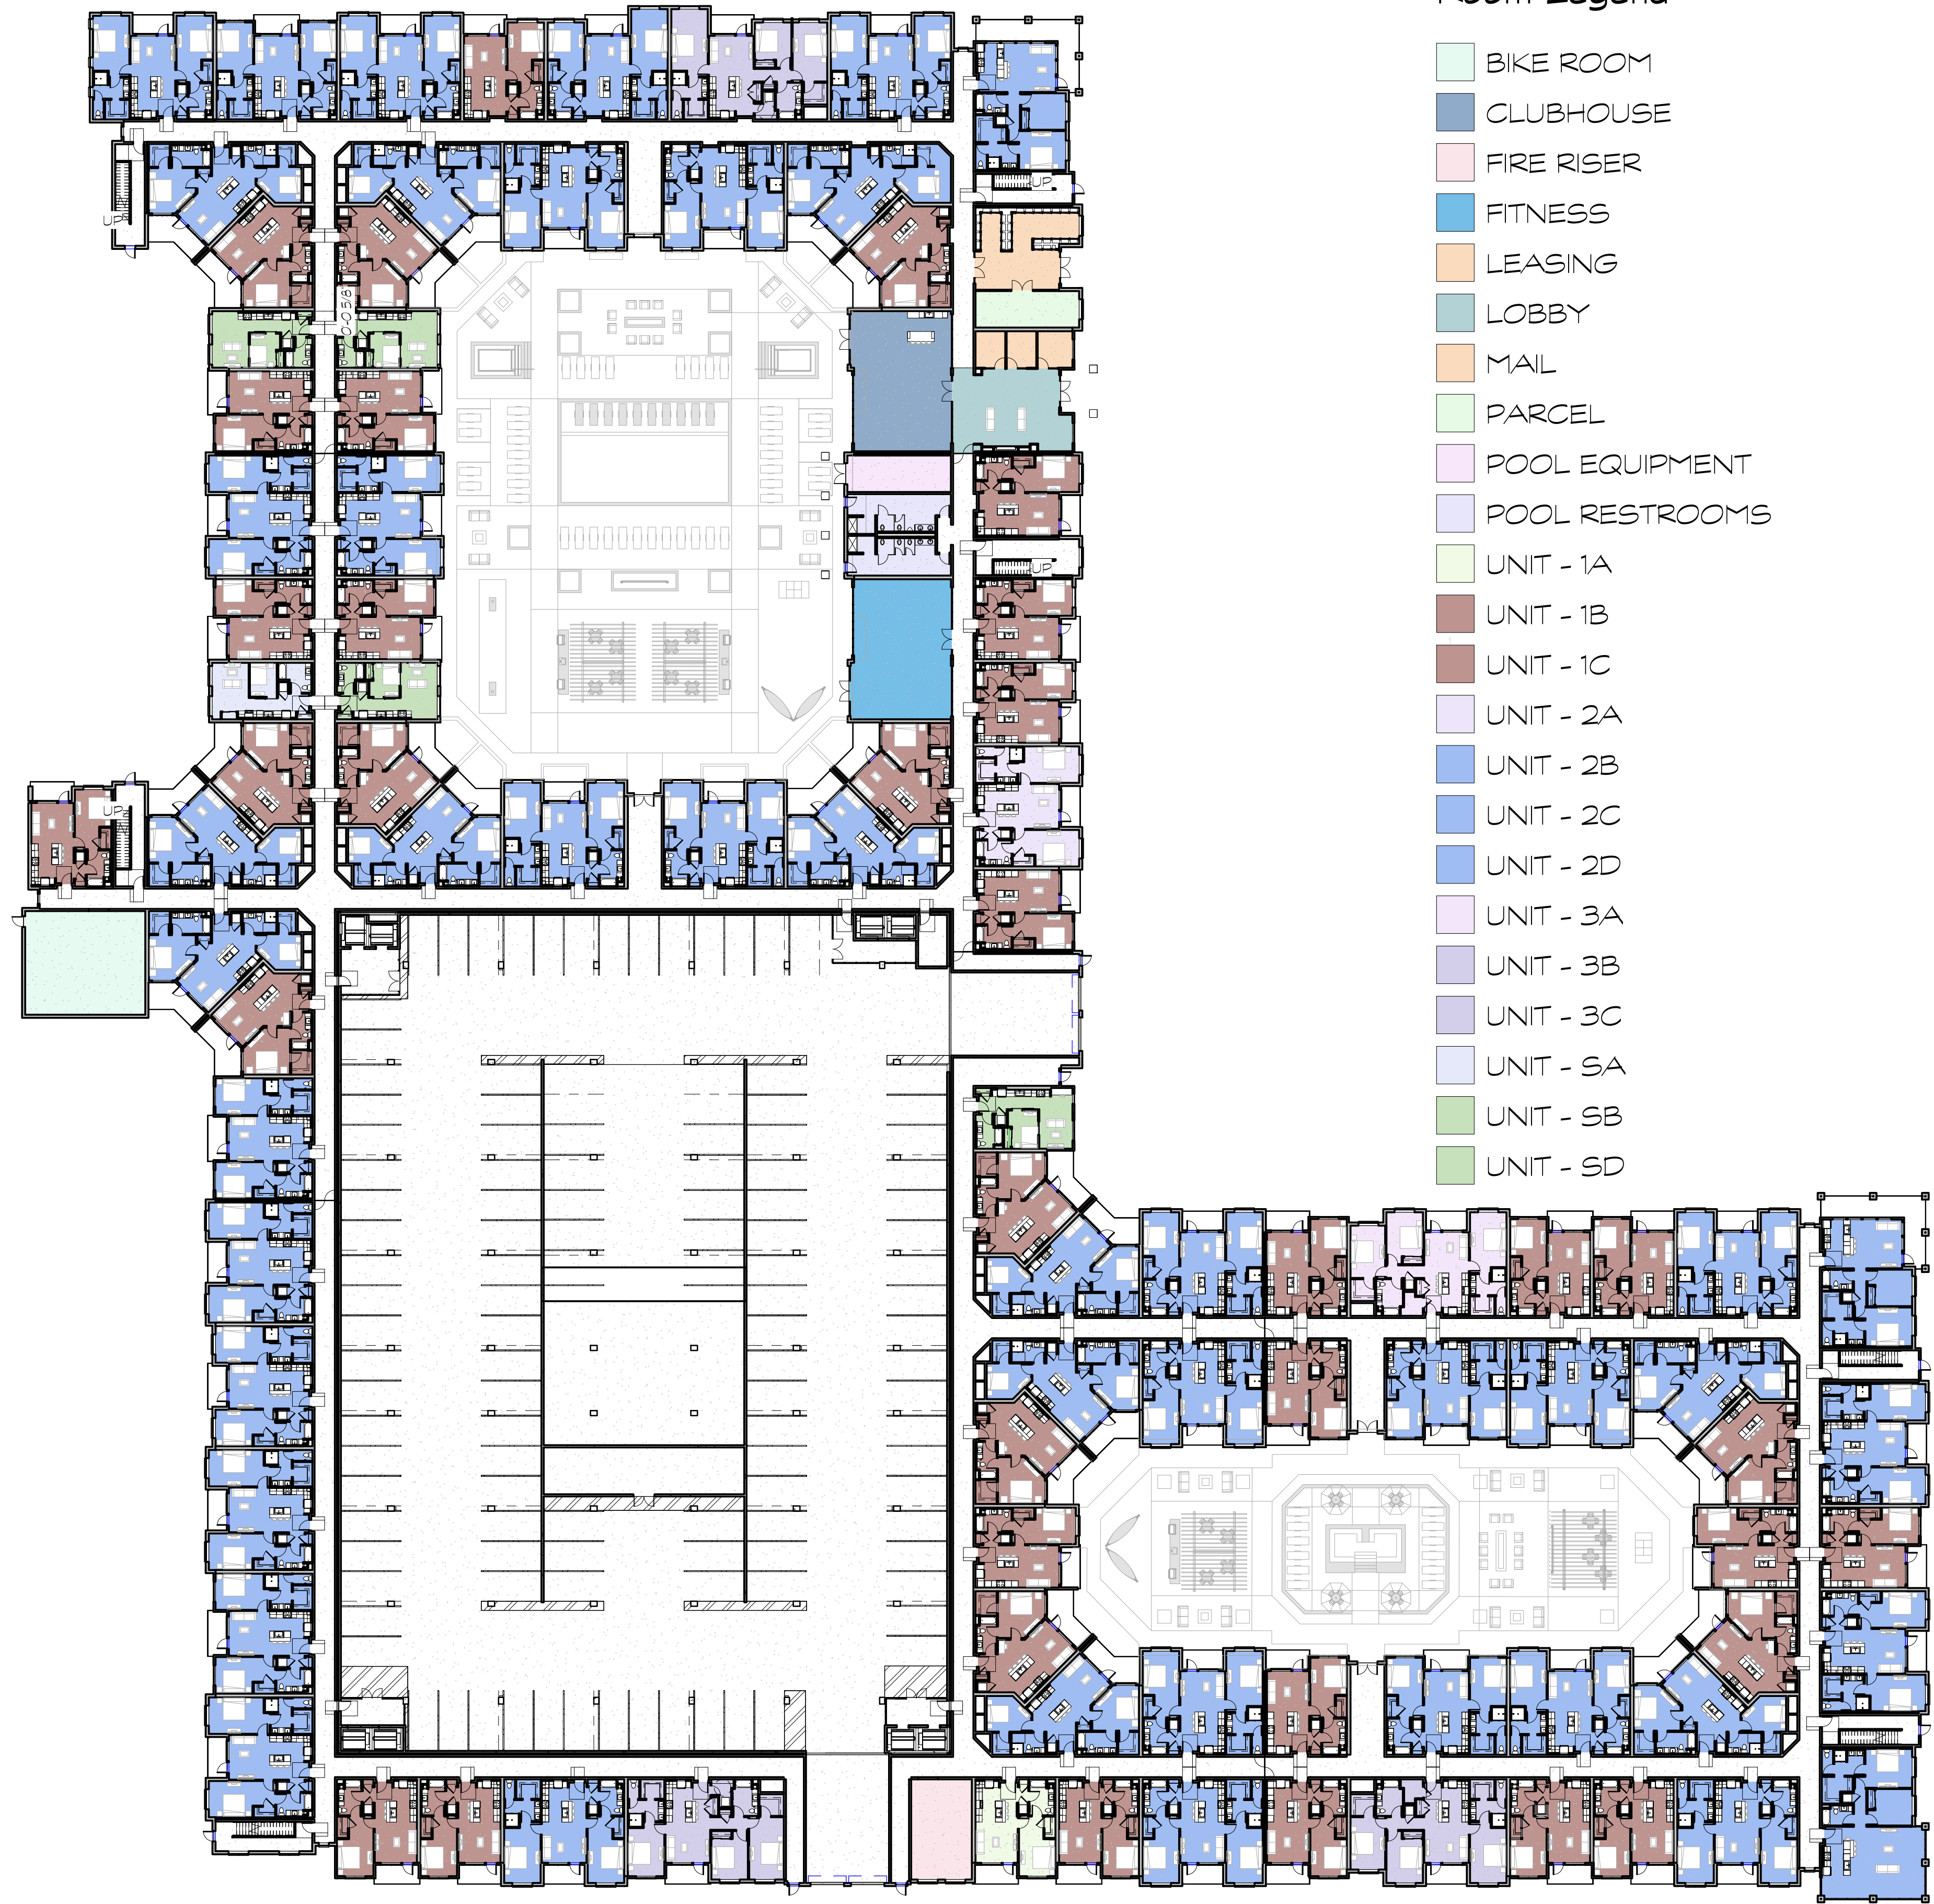 Room Legend
BIKE ROOM
CLUBHOUSE
FIRE RISER
FITNESS
LEASING
LOBBY
MAIL
PARCEL
POOL EQUIPMENT
POOL RESTROOMS
UNIT - 1A
UNIT - 1B
UNIT - 1C
UNIT - 2A
UNIT - 2B
UNIT - 2C
UNIT - 2D
UNIT - 3A
UNIT - 3B
UNIT - 3C
UNIT - SA
UNIT - SB
UNIT - SD
UP
UP
UP
UP